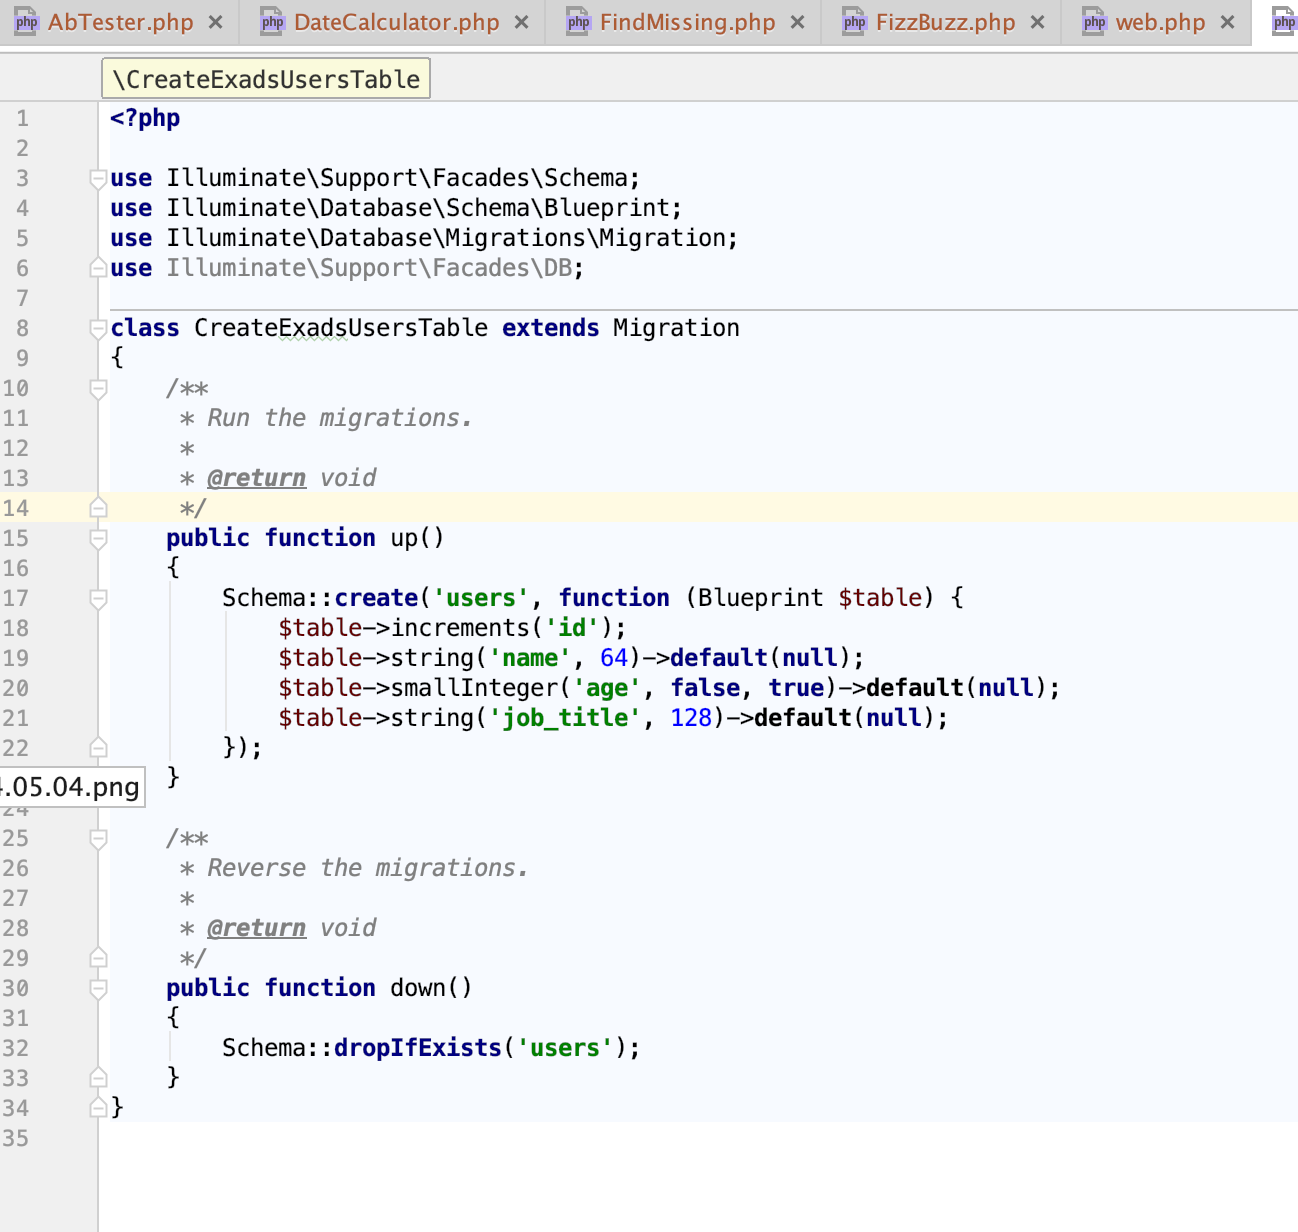 AbTester.php DateCalculator.php FindMissing.php FizzBuzz.php web.php
\CreateExadsUsersTable
1 <?php
2
3 use Illuminate\Support\Facades\Schema;
4 use Illuminate\Database\Schema\Blueprint;
5 use Illuminate\Database\Migrations\Migration;
6 use Illuminate\Support\Facades\DB;
7
8 class CreateExadsUsersTable extends Migration
9 {
10     /**
11      * Run the migrations.
12      *
13      * @return void
14      */
15     public function up()
16     {
17         Schema::create('users', function (Blueprint $table) {
18             $table->increments('id');
19             $table->string('name', 64)->default(null);
20             $table->smallInteger('age', false, true)->default(null);
21             $table->string('job_title', 128)->default(null);
22         });
.05.04.png }
24
25     /**
26      * Reverse the migrations.
27      *
28      * @return void
29      */
30     public function down()
31     {
32         Schema::dropIfExists('users');
33     }
34 }
35